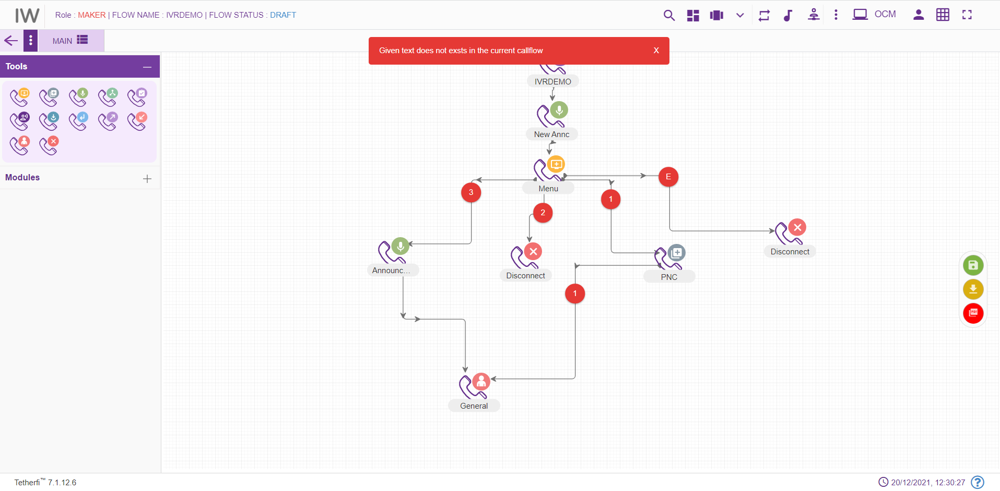 IW Role : MAKER | FLOW NAME : IVRDEMO | FLOW STATUS : DRAFT OCM
MAIN
Given text does not exsts in the current callflow X
Tools
Modules
IVRDEMO
New Annc
Menu
E
3
1
2
Disconnect
Announc...
Disconnect
PNC
1
PDF
General
Tetherfi™ 7.1.12.6
20/12/2021, 12:30:27 ?